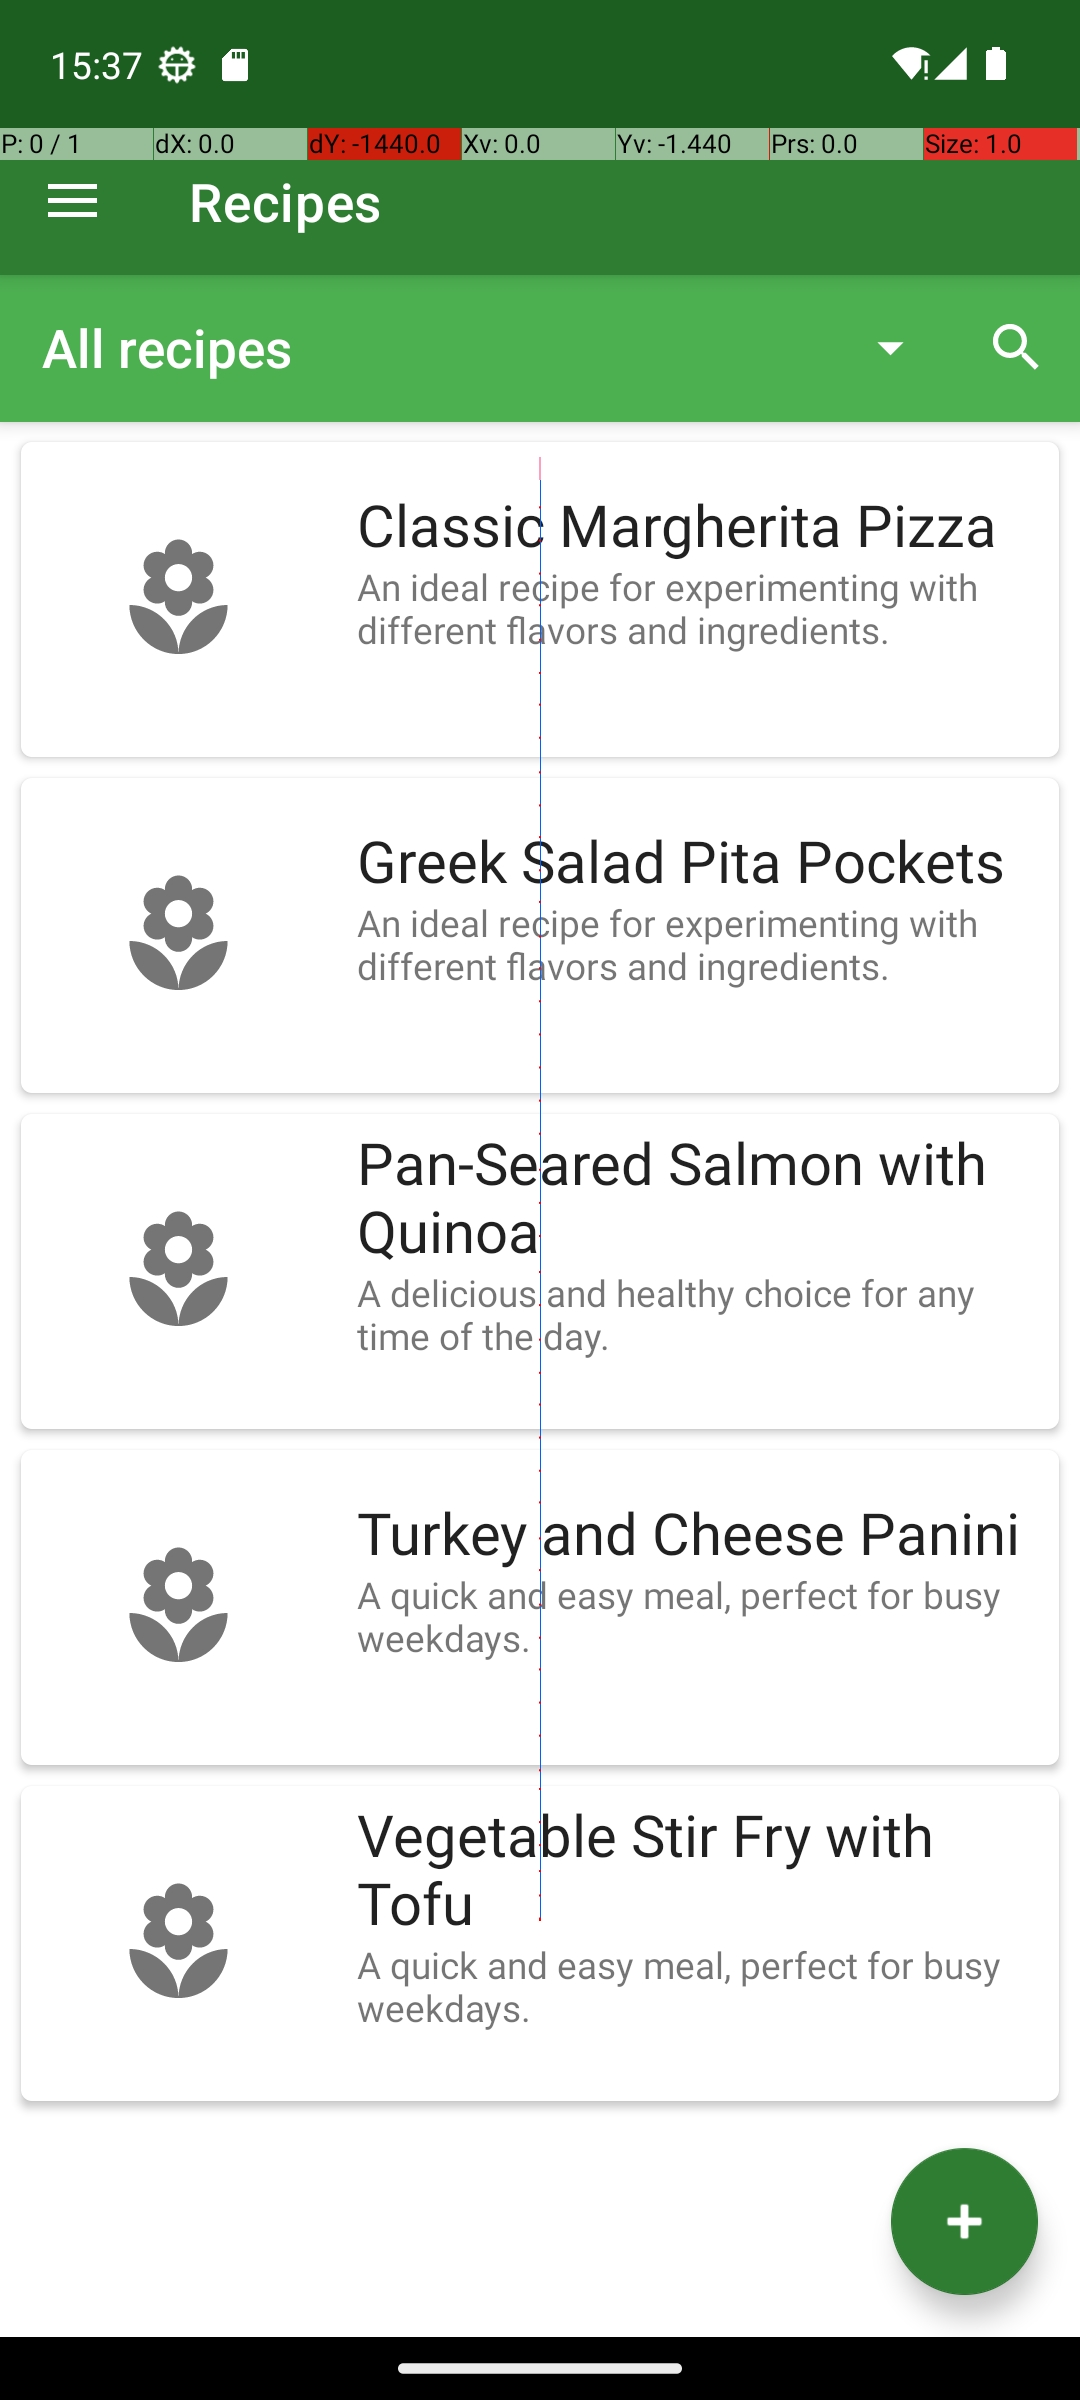 15:37
P: 0 / 1 dX: 0.0 dY: -1440.0 Xv: 0.0 Yv: -1.440 Prs: 0.0 Size: 1.0
Recipes
All recipes
Classic Margherita Pizza
An ideal recipe for experimenting with
different flavors and ingredients.
Greek Salad Pita Pockets
An ideal recipe for experimenting with
different flavors and ingredients.
Pan-Seared Salmon with
Quinoa
A delicious and healthy choice for any
time of the day.
Turkey and Cheese Panini
A quick and easy meal, perfect for busy
weekdays.
Vegetable Stir Fry with
Tofu
A quick and easy meal, perfect for busy
weekdays.